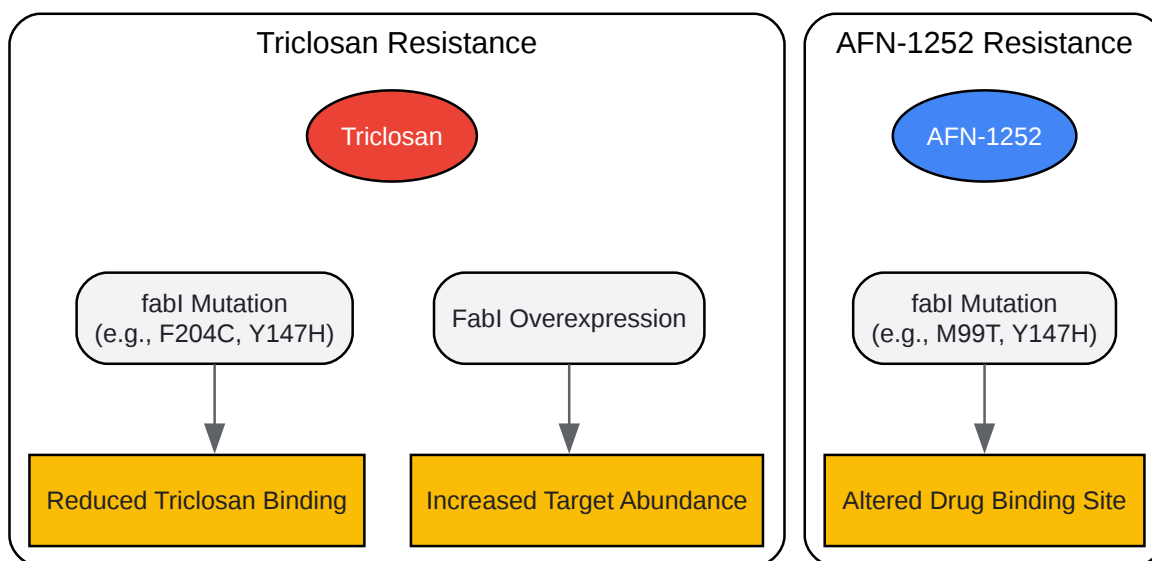 Triclosan Resistance
Triclosan
fabI Mutation
(e.g., F204C, Y147H)
FabI Overexpression
Reduced Triclosan Binding
Increased Target Abundance
AFN-1252 Resistance
AFN-1252
fabI Mutation
(e.g., M99T, Y147H)
Altered Drug Binding Site